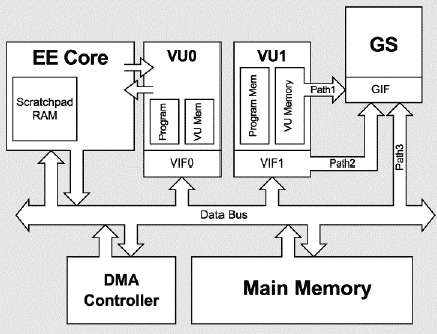 EE Core
Scratchpad
RAM
VU0
Program
VU Mem
VIF0
VU1
Program Mem
VU Memory
VIF1
GS
GIF
Path1
Path2
Path3
Data Bus
DMA
Controller
Main Memory